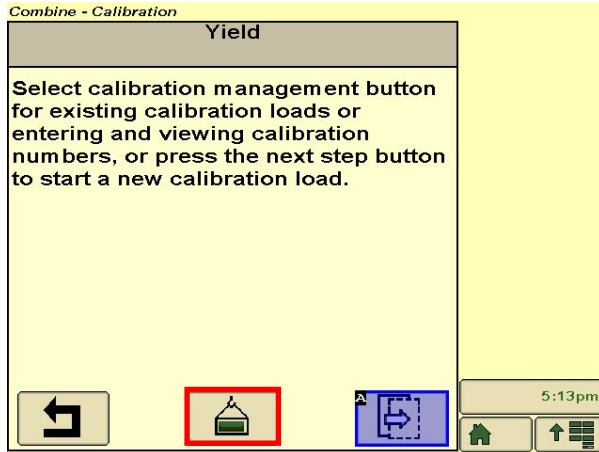 Combine - Calibration
Yield
Select calibration management button
for existing calibration loads or
entering and viewing calibration
numbers, or press the next step button
to start a new calibration load.
A
5:13pm